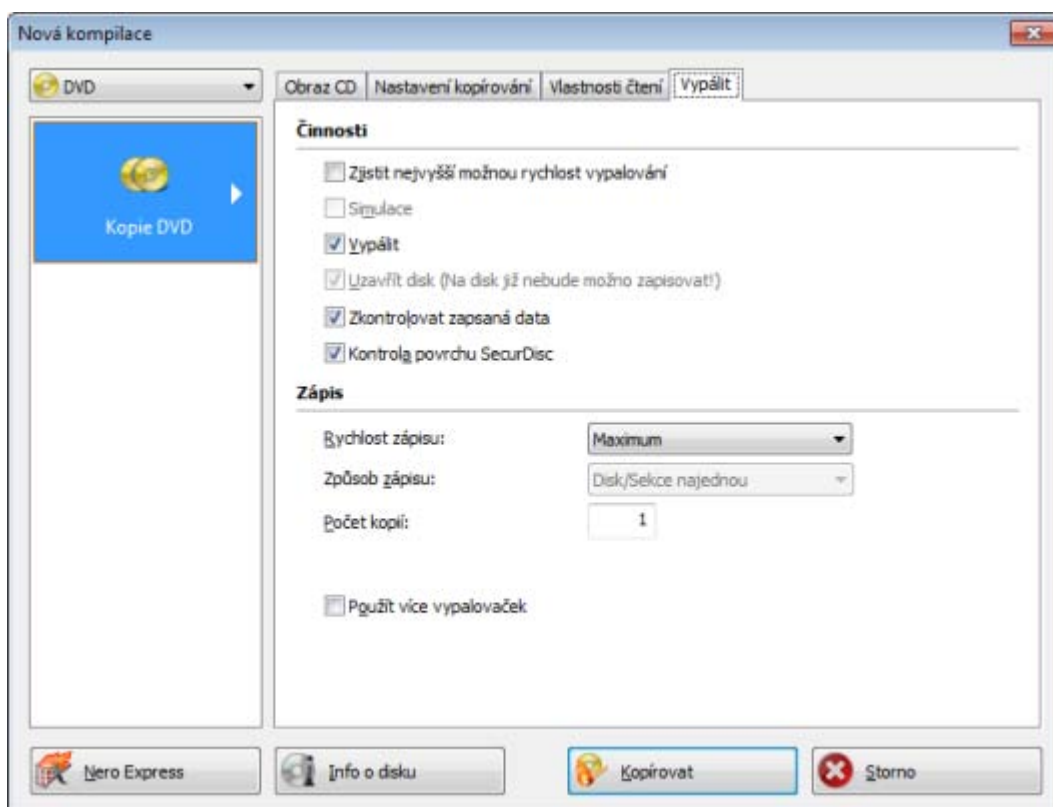 Nová kompilace
DVD
Kopie DVD
Obraz CD Nastavení kopírování Vlastnosti čtení Vypálit
Činnosti
Zjistit nejvyšší možnou rychlost vypalování
Simulace
Vypálit
Uzavřít disk (Na disk již nebude možno zapisovat!)
Zkontrolovat zapsaná data
Kontrola povrchu SecurDisc
Zápis
Rychlost zápisu: Maximum
Způsob zápisu: Disk/Sekce najednou
Počet kopií: 1
Použít více vypalovaček
Nero Express Info o disku Kopírovat Storno